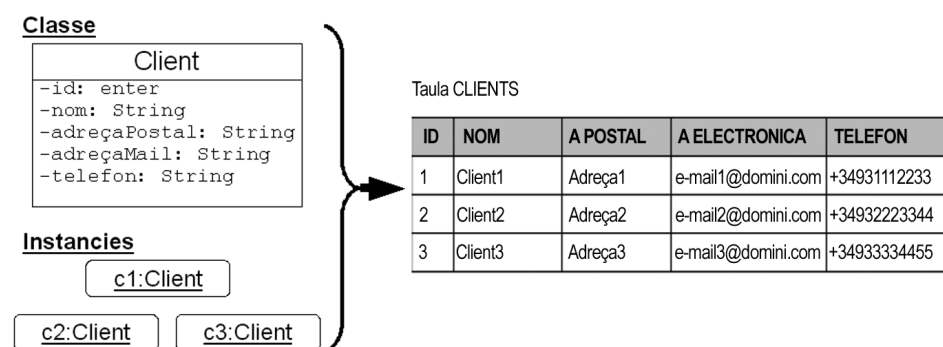 Classe
Client
-id: enter
-nom: String
-adreçaPostal: String
-adreçaMail: String
-telefon: String
Instancies
c1:Client
c2:Client c3:Client
Taula CLIENTS
ID NOM A POSTAL A ELECTRONICA TELEFON
1 Client1 Adreça1 e-mail1@domini.com +34931112233
2 Client2 Adreça2 e-mail2@domini.com +34932223344
3 Client3 Adreça3 e-mail3@domini.com +34933334455